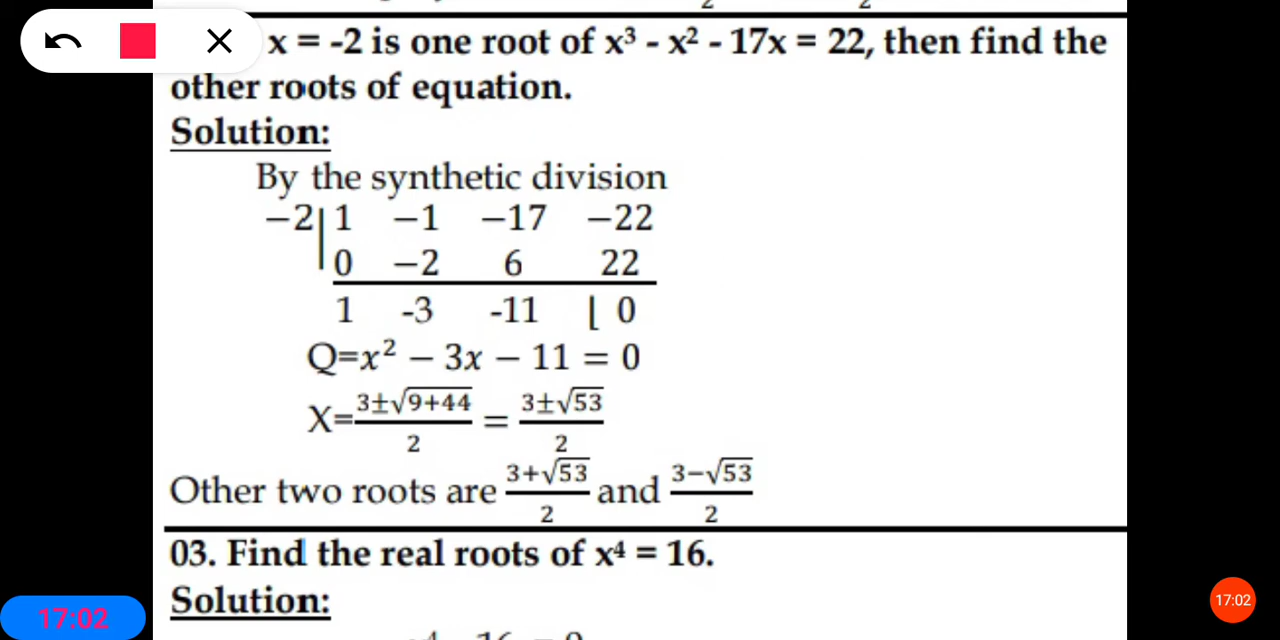 x = -2 is one root of x³ - x² - 17x = 22, then find the
other roots of equation.
Solution:
By the synthetic division
−2| 1 −1 −17 −22
0 −2 6 22
1 -3 -11 ⌊ 0
Q=x² − 3x − 11 = 0
X=(3±√(9+44))/2 = (3±√53)/2
Other two roots are (3+√53)/2 and (3−√53)/2
03. Find the real roots of x⁴ = 16.
Solution:
17:02
17:02